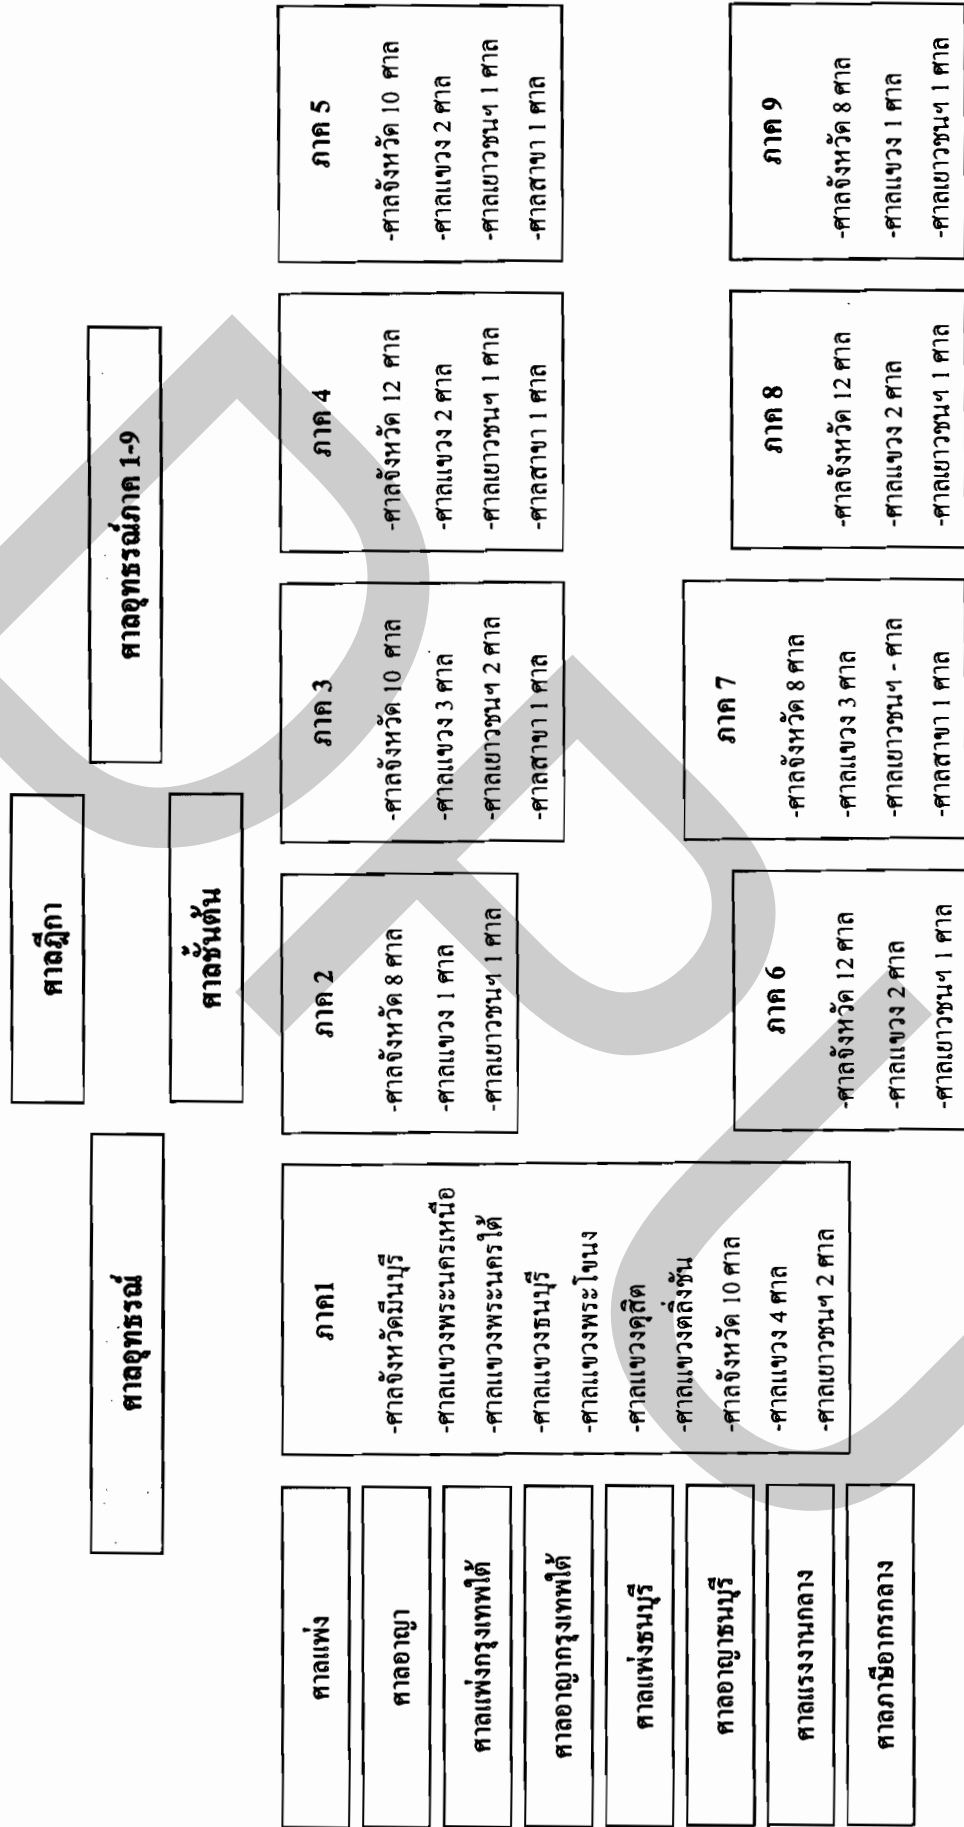 ศาลฎีกา
ศาลอุทธรณ์
ศาลอุทธรณ์ภาค 1-9
ศาลชั้นต้น
ศาลแพ่ง
ศาลอาญา
ศาลแพ่งกรุงเทพใต้
ศาลอาญากรุงเทพใต้
ศาลแพ่งธนบุรี
ศาลอาญาธนบุรี
ศาลแรงงานกลาง
ศาลภาษีอากรกลาง
ภาค1
-ศาลจังหวัดมีนบุรี
-ศาลแขวงพระนครเหนือ
-ศาลแขวงพระนครใต้
-ศาลแขวงธนบุรี
-ศาลแขวงพระโขนง
-ศาลแขวงดุสิต
-ศาลแขวงตลิ่งชัน
-ศาลจังหวัด 10 ศาล
-ศาลแขวง 4 ศาล
-ศาลเยาวชนฯ 2 ศาล
ภาค 2
-ศาลจังหวัด 8 ศาล
-ศาลแขวง 1 ศาล
-ศาลเยาวชนฯ 1 ศาล
ภาค 3
-ศาลจังหวัด 10 ศาล
-ศาลแขวง 3 ศาล
-ศาลเยาวชนฯ 2 ศาล
-ศาลสาขา 1 ศาล
ภาค 4
-ศาลจังหวัด 12 ศาล
-ศาลแขวง 2 ศาล
-ศาลเยาวชนฯ 1 ศาล
-ศาลสาขา 1 ศาล
ภาค 5
-ศาลจังหวัด 10 ศาล
-ศาลแขวง 2 ศาล
-ศาลเยาวชนฯ 1 ศาล
-ศาลสาขา 1 ศาล
ภาค 6
-ศาลจังหวัด 12 ศาล
-ศาลแขวง 2 ศาล
-ศาลเยาวชนฯ 1 ศาล
ภาค 7
-ศาลจังหวัด 8 ศาล
-ศาลแขวง 3 ศาล
-ศาลเยาวชนฯ - ศาล
-ศาลสาขา 1 ศาล
ภาค 8
-ศาลจังหวัด 12 ศาล
-ศาลแขวง 2 ศาล
-ศาลเยาวชนฯ 1 ศาล
ภาค 9
-ศาลจังหวัด 8 ศาล
-ศาลแขวง 1 ศาล
-ศาลเยาวชนฯ 1 ศาล